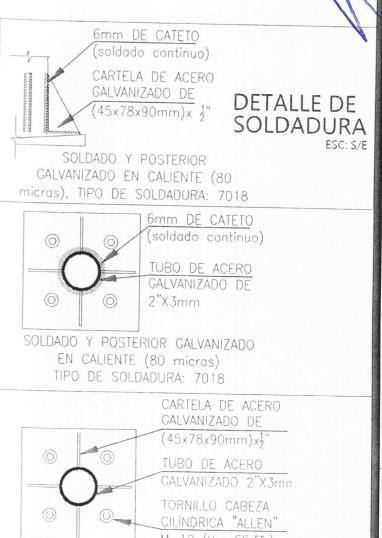 6mm DE CATETO
(soldado continuo)
CARTELA DE ACERO
GALVANIZADO DE
(45x78x90mm)x ½"
DETALLE DE
SOLDADURA
ESC: S/E
SOLDADO Y POSTERIOR
GALVANIZADO EN CALIENTE (80
micras), TIPO DE SOLDADURA: 7018
6mm DE CATETO
(soldado continuo)
TUBO DE ACERO
GALVANIZADO DE
2"X3mm
SOLDADO Y POSTERIOR GALVANIZADO
EN CALIENTE (80 micras)
TIPO DE SOLDADURA: 7018
CARTELA DE ACERO
GALVANIZADO DE
(45x78x90mm)x½"
TUBO DE ACERO
GALVANIZADO 2"X3mm
TORNILLO CABEZA
CILÍNDRICA "ALLEN"